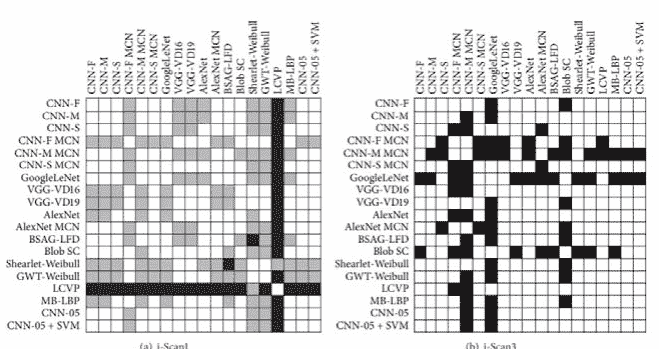 CNN-F
CNN-M
CNN-S
CNN-F MCN
CNN-M MCN
CNN-S MCN
GoogLeNet
VGG-VD16
VGG-VD19
AlexNet
AlexNet MCN
BSAG-LFD
Blob SC
Shearlet-Weibull
GWT-Weibull
LCVP
MB-LBP
CNN-05
CNN-05 + SVM
CNN-F
CNN-M
CNN-S
CNN-F MCN
CNN-M MCN
CNN-S MCN
GoogleLeNet
VGG-VD16
VGG-VD19
AlexNet
AlexNet MCN
BSAG-LFD
Blob SC
Shearlet-Weibull
GWT-Weibull
LCVP
MB-LBP
CNN-05
CNN-05 + SVM
(a) i-Scan1
CNN-F
CNN-M
CNN-S
CNN-F MCN
CNN-M MCN
CNN-S MCN
GoogleLeNet
VGG-VD16
VGG-VD19
AlexNet
AlexNet MCN
BSAG-LFD
Blob SC
Shearlet-Weibull
GWT-Weibull
LCVP
MB-LBP
CNN-05
CNN-05 + SVM
CNN-F
CNN-M
CNN-S
CNN-F MCN
CNN-M MCN
CNN-S MCN
GoogleLeNet
VGG-VD16
VGG-VD19
AlexNet
AlexNet MCN
BSAG-LFD
Blob SC
Shearlet-Weibull
GWT-Weibull
LCVP
MB-LBP
CNN-05
CNN-05 + SVM
(b) i-Scan3